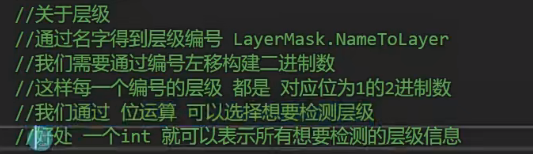 //关于层级
//通过名字得到层级编号 LayerMask.NameToLayer
//我们需要通过编号左移构建二进制数
//这样每一个编号的层级 都是 对应位为1的2进制数
//我们通过 位运算 可以选择想要检测层级
//好处 一个int 就可以表示所有想要检测的层级信息